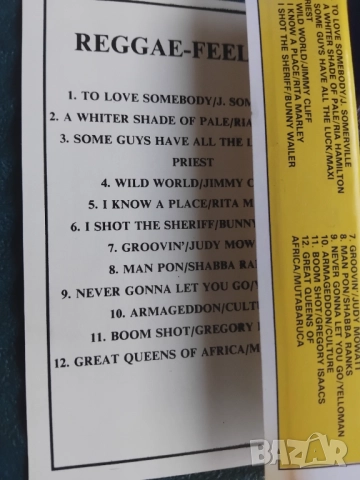 REGGAE-FEEL
1. TO LOVE SOMEBODY/J. SOM
2. A WHITER SHADE OF PALE/RIA
3. SOME GUYS HAVE ALL THE L
PRIEST
4. WILD WORLD/JIMMY C
5. I KNOW A PLACE/RITA M
6. I SHOT THE SHERIFF/BUNNY
7. GROOVIN'/JUDY MOW
8. MAN PON/SHABBA RAN
9. NEVER GONNA LET YOU GO/Y
10. ARMAGEDDON/CULTU
11. BOOM SHOT/GREGORY IS
12. GREAT QUEENS OF AFRICA/M
TO LOVE SOMEBODY/J. SOMERVILLE
A WHITER SHADE OF PALE/RIA HAMILTON
SOME GUYS HAVE ALL THE LUCK/MAXI
PRIEST
WILD WORLD/JIMMY CLIFF
I KNOW A PLACE/RITA MARLEY
I SHOT THE SHERIFF/BUNNY WAILER
7. GROOVIN'/JUDY MOWATT
8. MAN PON/SHABBA RANKS
9. NEVER GONNA LET YOU GO/YELLOMAN
10. ARMAGEDDON/CULTURE
11. BOOM SHOT/GREGORY ISAACS
12. GREAT QUEENS OF
AFRICA/MUTABARUCA
BAZAR